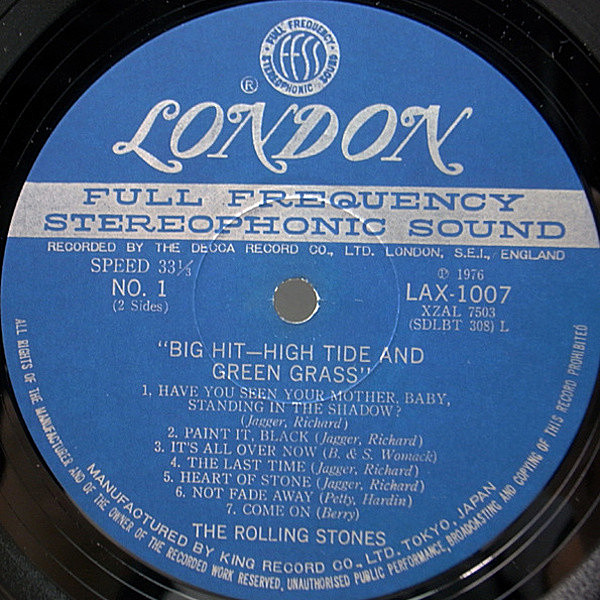 FULL FREQUENCY
ffss
STEREOPHONIC SOUND
®
LONDON
FULL FREQUENCY
STEREOPHONIC SOUND
RECORDED BY THE DECCA RECORD CO., LTD. LONDON, S.E.I., ENGLAND
SPEED 33⅓
NO. 1
(2 Sides)
℗ 1976
LAX-1007
XZAL 7503
(SDLBT 308) L
"BIG HIT—HIGH TIDE AND
GREEN GRASS"
1. HAVE YOU SEEN YOUR MOTHER, BABY,
STANDING IN THE SHADOW?
(Jagger, Richard)
2. PAINT IT, BLACK (Jagger, Richard)
3. IT'S ALL OVER NOW (B. & S. Womack)
4. THE LAST TIME (Jagger, Richard)
5. HEART OF STONE (Jagger, Richard)
6. NOT FADE AWAY (Petty, Hardin)
7. COME ON (Berry)
THE ROLLING STONES
MANUFACTURED BY KING RECORD CO., LTD. TOKYO, JAPAN
ALL RIGHTS OF THE MANUFACTURER AND OF THE OWNER OF THE RECORDED WORK RESERVED. UNAUTHORISED PUBLIC PERFORMANCE, BROADCASTING AND COPYING OF THIS RECORD PROHIBITED